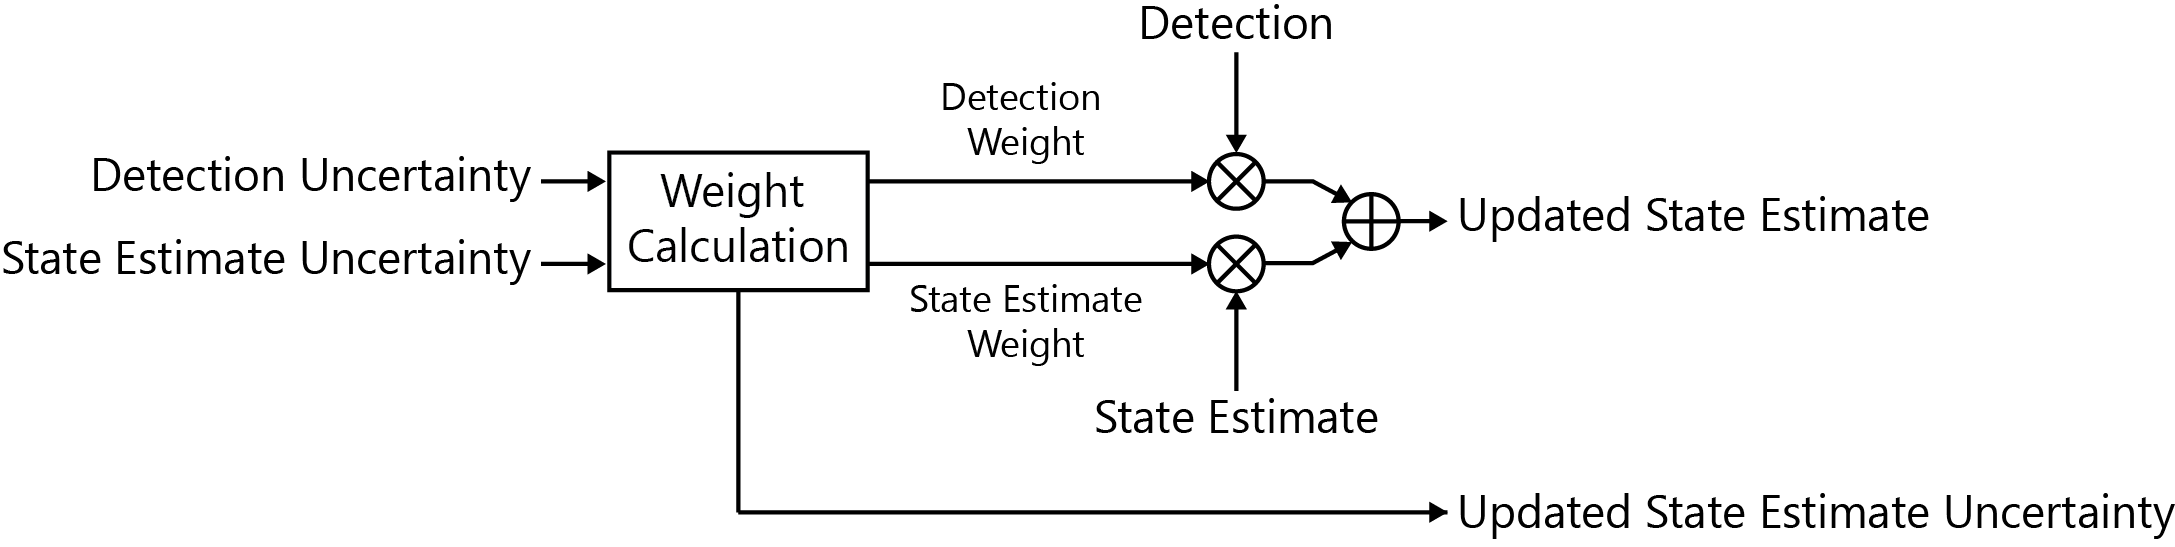 Detection
Detection
Weight
Detection Uncertainty
Weight
Calculation
State Estimate Uncertainty
Updated State Estimate
State Estimate
Weight
State Estimate
Updated State Estimate Uncertainty